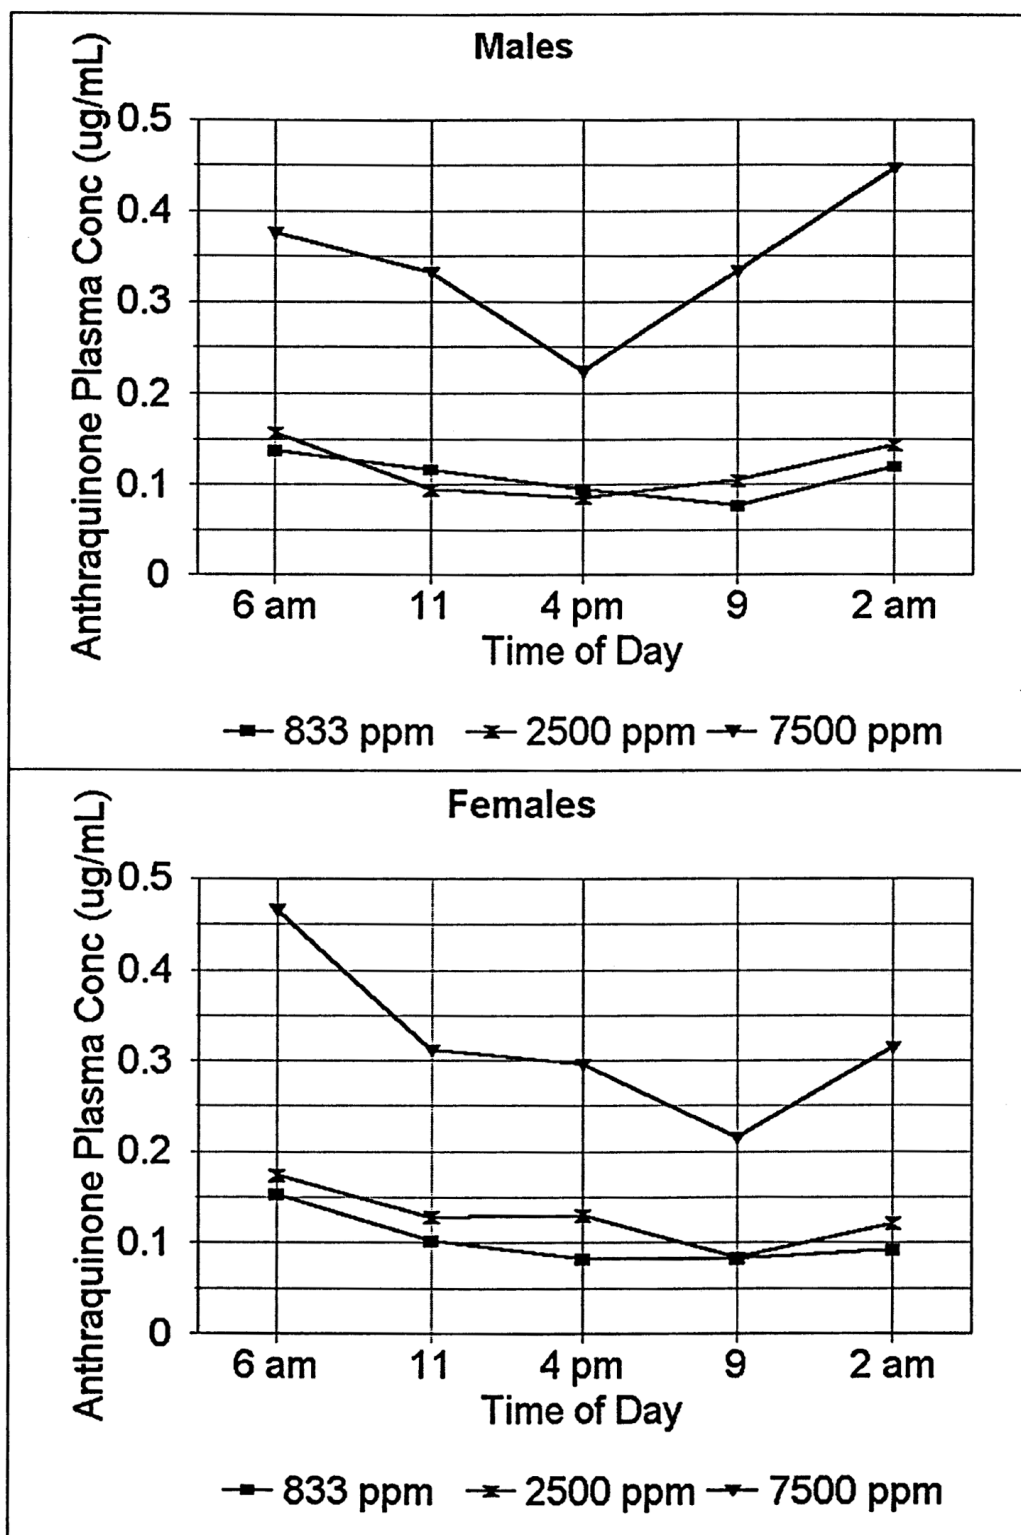 Males
Anthraquinone Plasma Conc (ug/mL)
0.5
0.4
0.3
0.2
0.1
0
6 am 11 4 pm 9 2 am
Time of Day
833 ppm 2500 ppm 7500 ppm
Females
Anthraquinone Plasma Conc (ug/mL)
0.5
0.4
0.3
0.2
0.1
0
6 am 11 4 pm 9 2 am
Time of Day
833 ppm 2500 ppm 7500 ppm